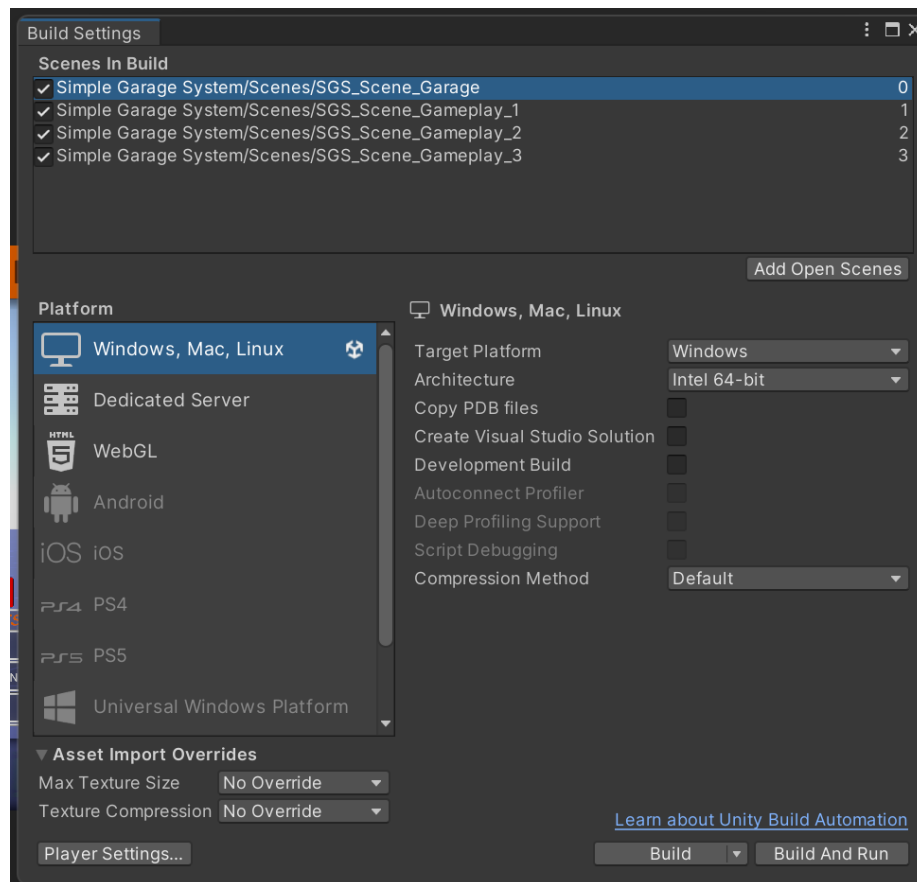 Build Settings
Scenes In Build
Simple Garage System/Scenes/SGS_Scene_Garage 0
Simple Garage System/Scenes/SGS_Scene_Gameplay_1 1
Simple Garage System/Scenes/SGS_Scene_Gameplay_2 2
Simple Garage System/Scenes/SGS_Scene_Gameplay_3 3
Add Open Scenes
Platform
Windows, Mac, Linux
Dedicated Server
HTML
5 WebGL
Android
iOS iOS
PS4 PS4
PS5 PS5
Universal Windows Platform
Windows, Mac, Linux
Target Platform Windows
Architecture Intel 64-bit
Copy PDB files
Create Visual Studio Solution
Development Build
Autoconnect Profiler
Deep Profiling Support
Script Debugging
Compression Method Default
Asset Import Overrides
Max Texture Size No Override
Texture Compression No Override
Learn about Unity Build Automation
Player Settings...
Build
Build And Run